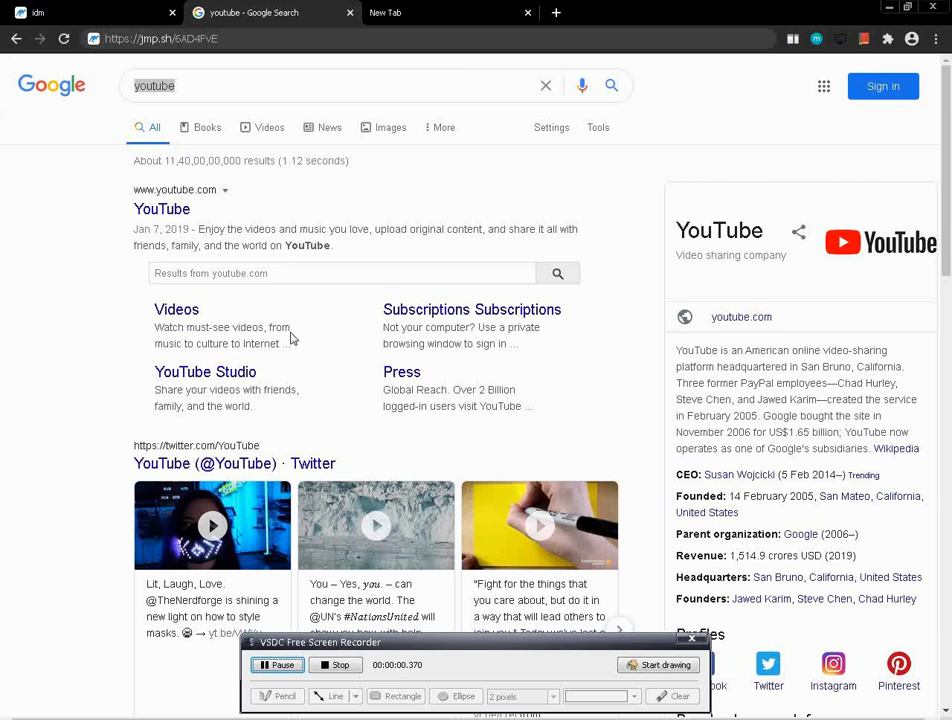 idm
youtube - Google Search
New Tab
https://jmp.sh/6AD4FvE
Google
youtube
Sign in
All
Books
Videos
News
Images
More
Settings
Tools
About 11,40,00,00,000 results (1.12 seconds)
www.youtube.com
YouTube
Jan 7, 2019 - Enjoy the videos and music you love, upload original content, and share it all with
friends, family, and the world on YouTube.
Results from youtube.com
Videos
Watch must-see videos, from
music to culture to Internet ...
Subscriptions Subscriptions
Not your computer? Use a private
browsing window to sign in ...
YouTube Studio
Share your videos with friends,
family, and the world.
Press
Global Reach. Over 2 Billion
logged-in users visit YouTube ...
https://twitter.com/YouTube
YouTube (@YouTube) · Twitter
Lit, Laugh, Love.
@TheNerdforge is shining a
new light on how to style
masks. → yt.be/
You – Yes, you. – can
change the world. The
@UN's #NationsUnited will
"Fight for the things that
you care about, but do it in
a way that will lead others to
YouTube
Video sharing company
YouTube
youtube.com
YouTube is an American online video-sharing
platform headquartered in San Bruno, California.
Three former PayPal employees—Chad Hurley,
Steve Chen, and Jawed Karim—created the service
in February 2005. Google bought the site in
November 2006 for US$1.65 billion; YouTube now
operates as one of Google's subsidiaries. Wikipedia
CEO: Susan Wojcicki (5 Feb 2014–) Trending
Founded: 14 February 2005, San Mateo, California,
United States
Parent organization: Google (2006–)
Revenue: 1,514.9 crores USD (2019)
Headquarters: San Bruno, California, United States
Founders: Jawed Karim, Steve Chen, Chad Hurley
Profiles
Twitter
Instagram
Pinterest
VSDC Free Screen Recorder
Pause
Stop
00:00:00.370
Start drawing
Pencil
Line
Rectangle
Ellipse
2 pixels
Clear